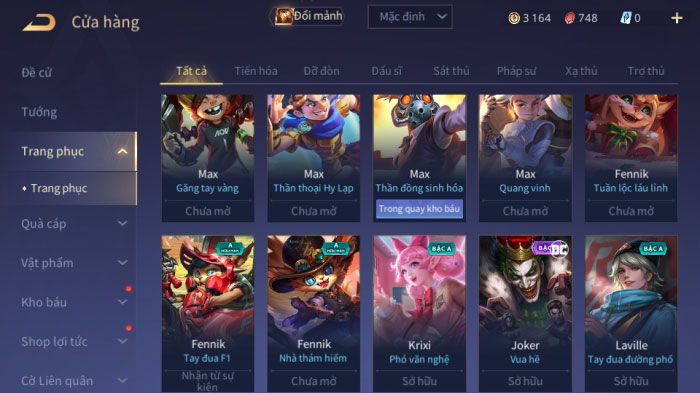 Cửa hàng
Đổi mảnh
Mặc định
3 164
748
0
+
Đề cử
Tướng
Trang phục
Trang phục
Quà cáp
Vật phẩm
Kho báu
Shop lợi tức
Cờ Liên quân
Tất cả
Tiến hóa
Đỡ đòn
Đấu sĩ
Sát thủ
Pháp sư
Xạ thủ
Trợ thủ
AOV
Max
Găng tay vàng
Chưa mở
Max
Thần thoại Hy Lạp
Chưa mở
Max
Thần đồng sinh hóa
Trong quay kho báu
Max
Quang vinh
Chưa mở
Fennik
Tuần lộc láu lỉnh
Chưa mở
A
HỮU HẠN
Fennik
Tay đua F1
Nhận từ sự
kiện
A
HỮU HẠN
Fennik
Nhà thám hiểm
Chưa mở
BẬC A
Krixi
Phó văn nghệ
Sở hữu
BẬC
DC
Joker
Vua hề
Sở hữu
BẬC A
Laville
Tay đua đường phố
Sở hữu